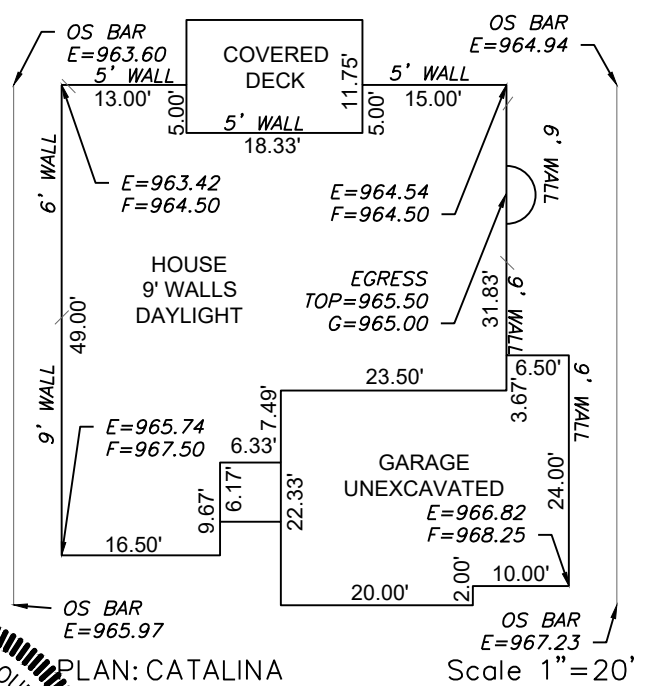 OS BAR
E=963.60
5' WALL
13.00'
5.00'
COVERED
DECK
11.75'
5' WALL
18.33'
5.00'
5' WALL
15.00'
OS BAR
E=964.94
6' WALL
E=963.42
F=964.50
E=964.54
F=964.50
6' WALL
HOUSE
9' WALLS
DAYLIGHT
EGRESS
TOP=965.50
G=965.00
31.83'
9' WALL
49.00'
9' WALL
E=965.74
F=967.50
23.50'
7.49'
6.50'
3.67'
9' WALL
6.33'
6.17'
9.67'
22.33'
GARAGE
UNEXCAVATED
24.00'
E=966.82
F=968.25
16.50'
20.00'
2.00'
10.00'
OS BAR
E=965.97
OS BAR
E=967.23
PLAN: CATALINA
Scale 1"=20'